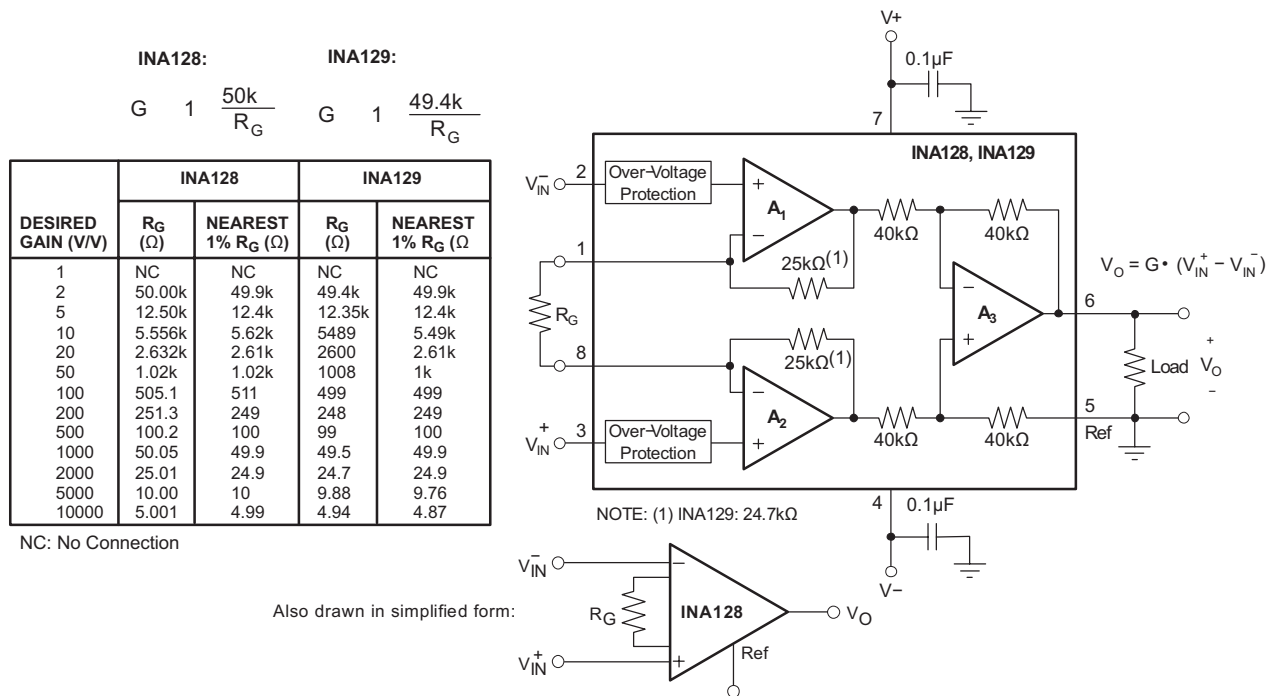 INA128:
INA129:
G 1 50k
R_G
G 1 49.4k
R_G
DESIRED GAIN (V/V) INA128 INA129
R_G (Ω) NEAREST 1% R_G (Ω) R_G (Ω) NEAREST 1% R_G (Ω
1 NC NC NC NC
2 50.00k 49.9k 49.4k 49.9k
5 12.50k 12.4k 12.35k 12.4k
10 5.556k 5.62k 5489 5.49k
20 2.632k 2.61k 2600 2.61k
50 1.02k 1.02k 1008 1k
100 505.1 511 499 499
200 251.3 249 248 249
500 100.2 100 99 100
1000 50.05 49.9 49.5 49.9
2000 25.01 24.9 24.7 24.9
5000 10.00 10 9.88 9.76
10000 5.001 4.99 4.94 4.87
NC: No Connection
V+
0.1µF
7
INA128, INA129
V_IN^− 2
Over-Voltage
Protection
+
A_1
−
40kΩ
40kΩ
1
25kΩ(1)
R_G
V_O = G • (V_IN^+ − V_IN^−)
−
A_3
+
6
8
25kΩ(1)
−
A_2
+
Load
+
V_O
−
V_IN^+ 3
Over-Voltage
Protection
40kΩ
40kΩ
5
Ref
4
0.1µF
V−
NOTE: (1) INA129: 24.7kΩ
Also drawn in simplified form:
V_IN^−
−
R_G
INA128
V_O
+
V_IN^+
Ref